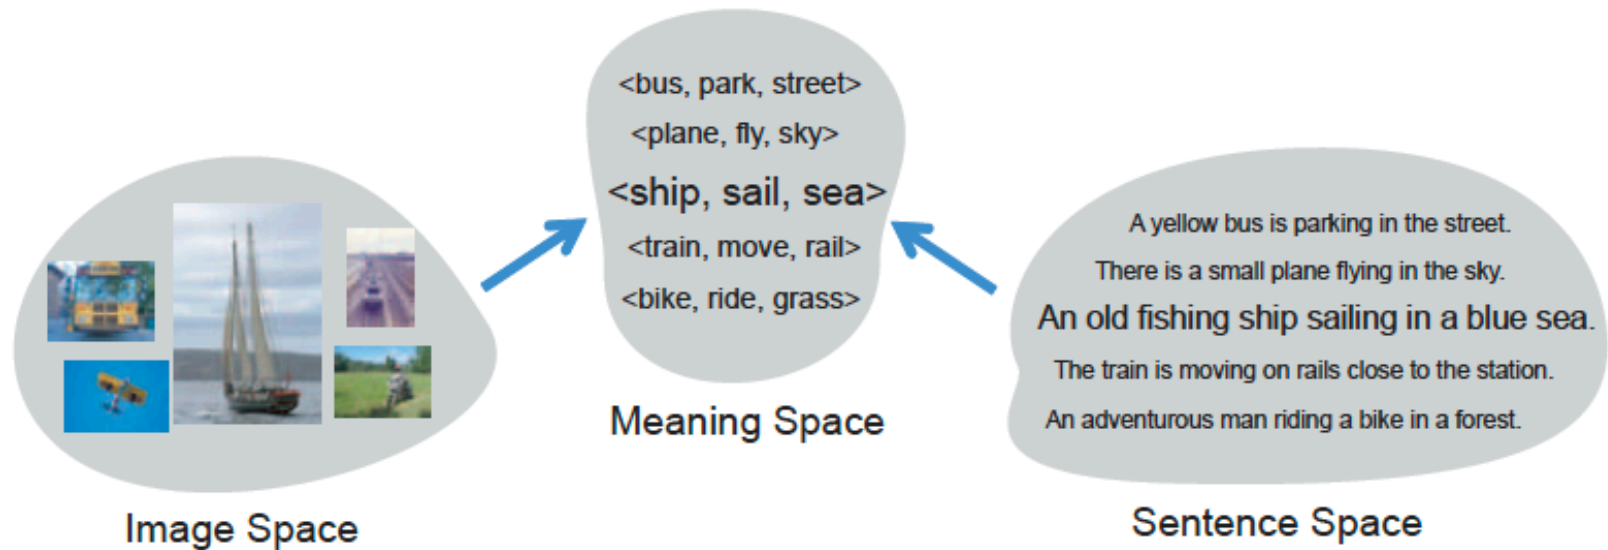 <bus, park, street>
<plane, fly, sky>
<ship, sail, sea>
<train, move, rail>
<bike, ride, grass>
Meaning Space
Image Space
A yellow bus is parking in the street.
There is a small plane flying in the sky.
An old fishing ship sailing in a blue sea.
The train is moving on rails close to the station.
An adventurous man riding a bike in a forest.
Sentence Space